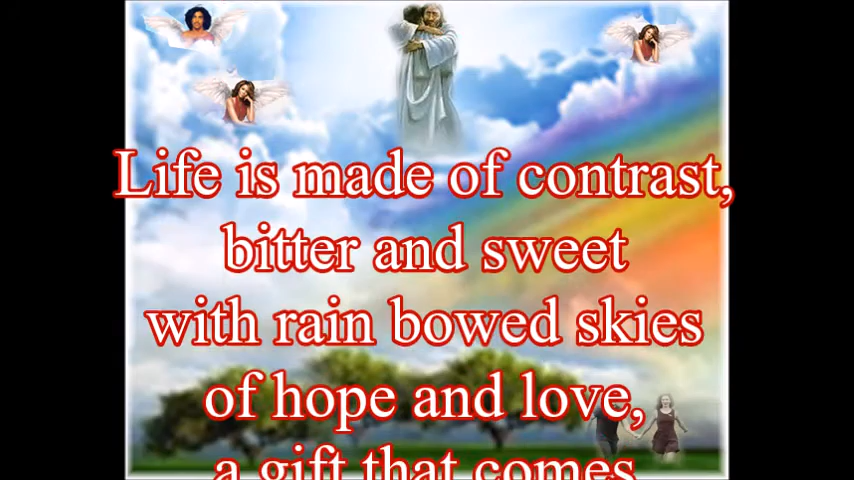 Life is made of contrast,
bitter and sweet
with rain bowed skies
of hope and love,
a gift that comes